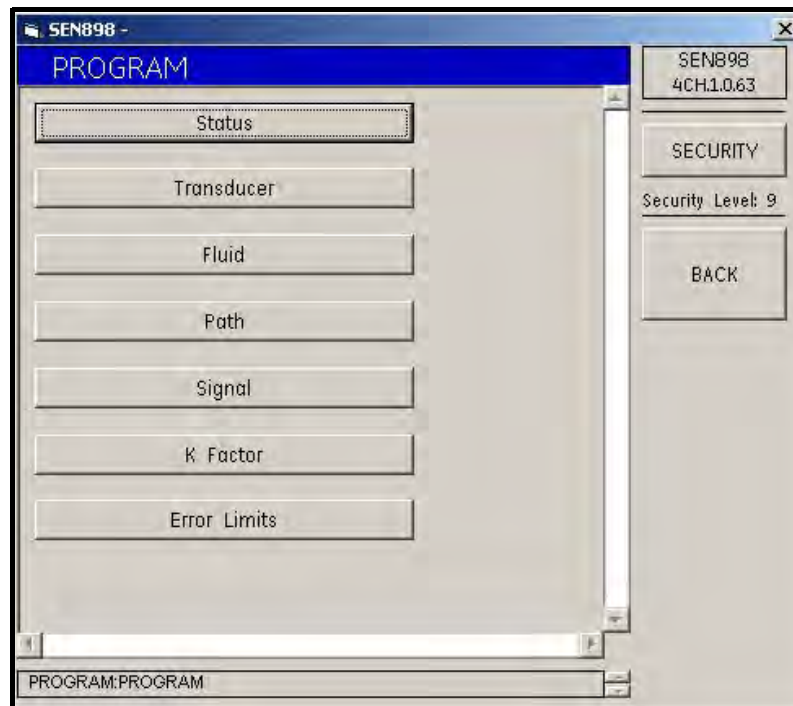 SEN898 -
PROGRAM
Status
Transducer
Fluid
Path
Signal
K Factor
Error Limits
PROGRAM:PROGRAM
SEN898
4CH.1.0.63
SECURITY
Security Level: 9
BACK